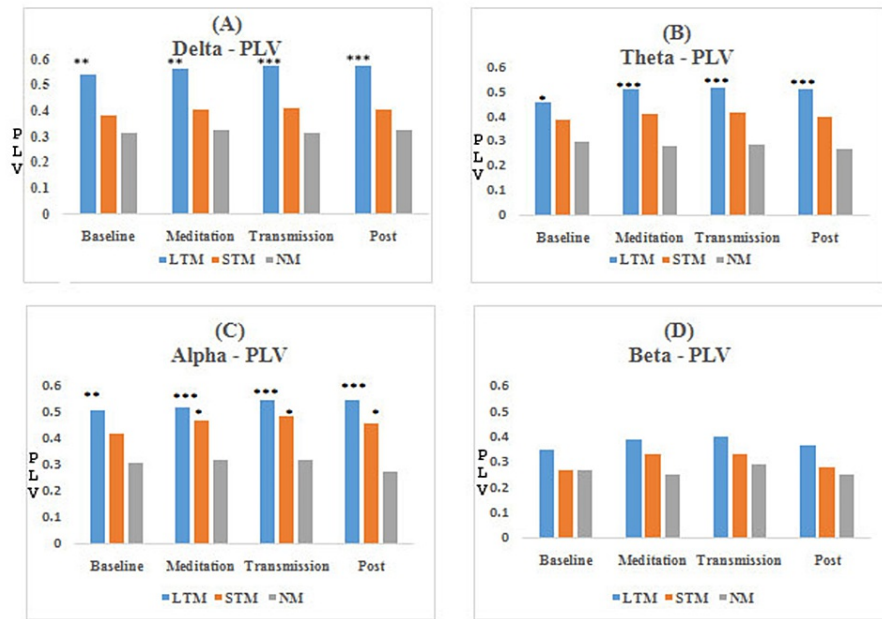 (A)
Delta - PLV
** ** *** ***
0.6
0.5
0.4
0.3
0.2
0.1
0
PLV
Baseline Meditation Transmission Post
LTM STM NM
(B)
Theta - PLV
* *** *** ***
0.6
0.5
0.4
0.3
0.2
0.1
0
PLV
Baseline Meditation Transmission Post
LTM STM NM
(C)
Alpha - PLV
** *** * *** * *** *
0.6
0.5
0.4
0.3
0.2
0.1
0
PLV
Baseline Meditation Transmission Post
LTM STM NM
(D)
Beta - PLV
0.6
0.5
0.4
0.3
0.2
0.1
0
PLV
Baseline Meditation Transmission Post
LTM STM NM